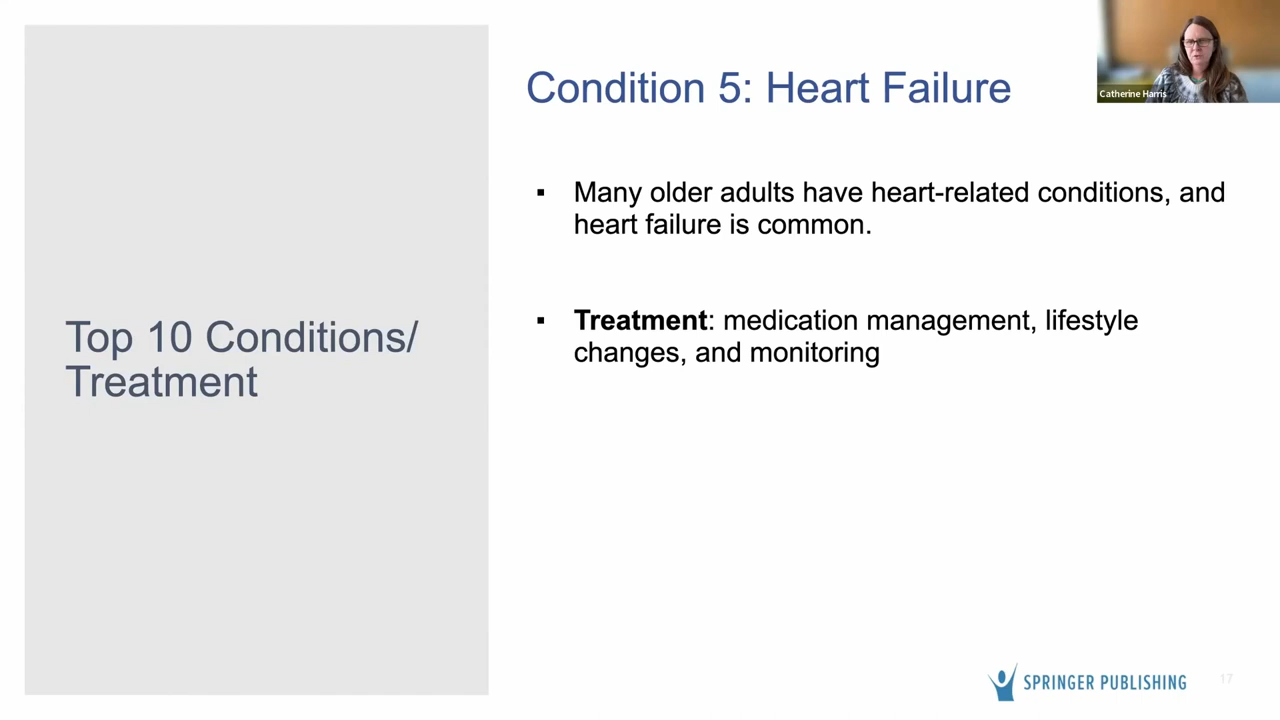 Condition 5: Heart Failure
Catherine Harris
▪ Many older adults have heart-related conditions, and
heart failure is common.
▪ Treatment: medication management, lifestyle
changes, and monitoring
Top 10 Conditions/
Treatment
SPRINGER PUBLISHING
17